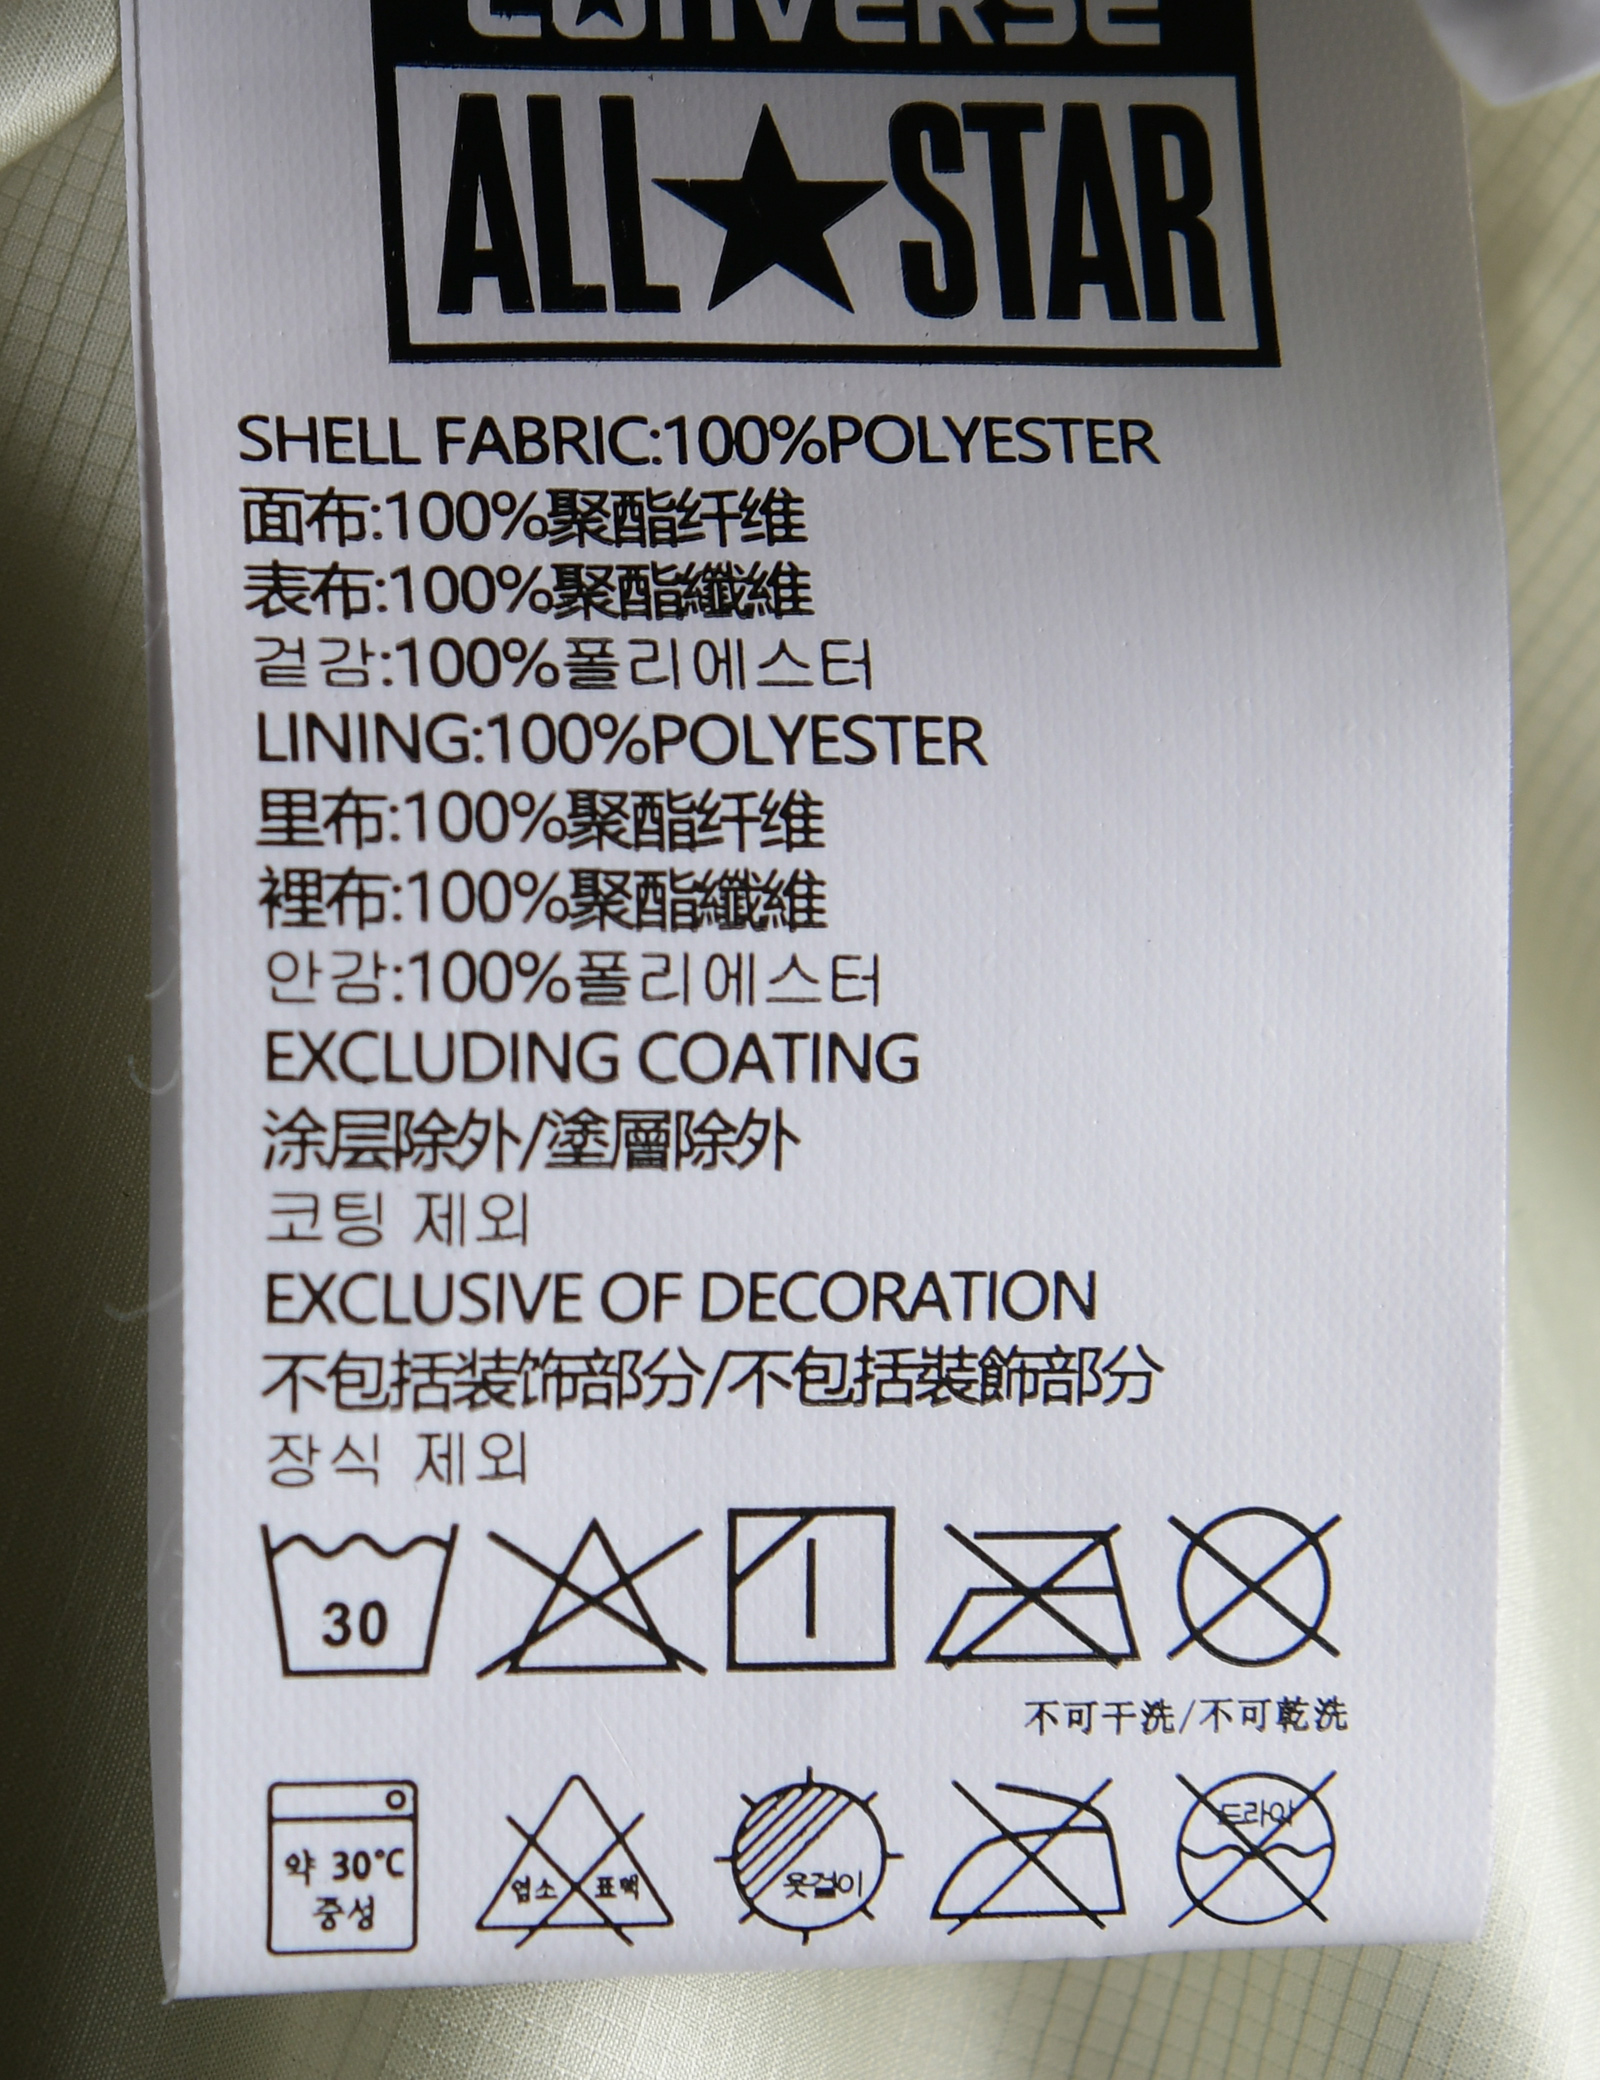 CONVERSE
ALL STAR
SHELL FABRIC:100%POLYESTER
面布:100%聚酯纤维
表布:100%聚酯纖維
겉감:100%폴리에스터
LINING:100%POLYESTER
里布:100%聚酯纤维
裡布:100%聚酯纖維
안감:100%폴리에스터
EXCLUDING COATING
涂层除外/塗層除外
코팅 제외
EXCLUSIVE OF DECORATION
不包括装饰部分/不包括裝飾部分
장식 제외
30
不可干洗/不可乾洗
약 30°C
중성
염소 표백
옷걸이
드라이